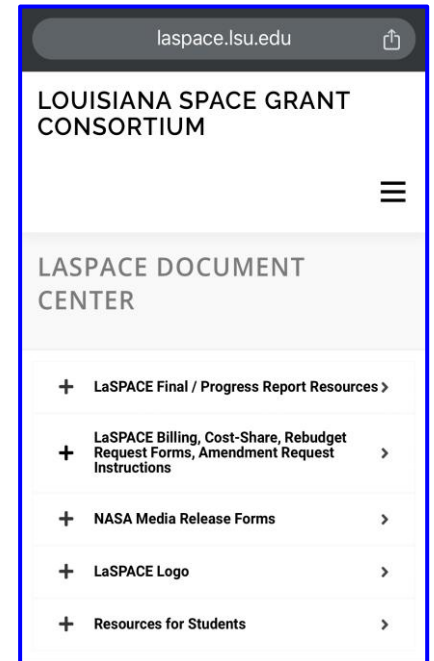 laspace.lsu.edu
LOUISIANA SPACE GRANT
CONSORTIUM
LASPACE DOCUMENT
CENTER
LaSPACE Final / Progress Report Resources
LaSPACE Billing, Cost-Share, Rebudget
Request Forms, Amendment Request
Instructions
NASA Media Release Forms
LaSPACE Logo
Resources for Students